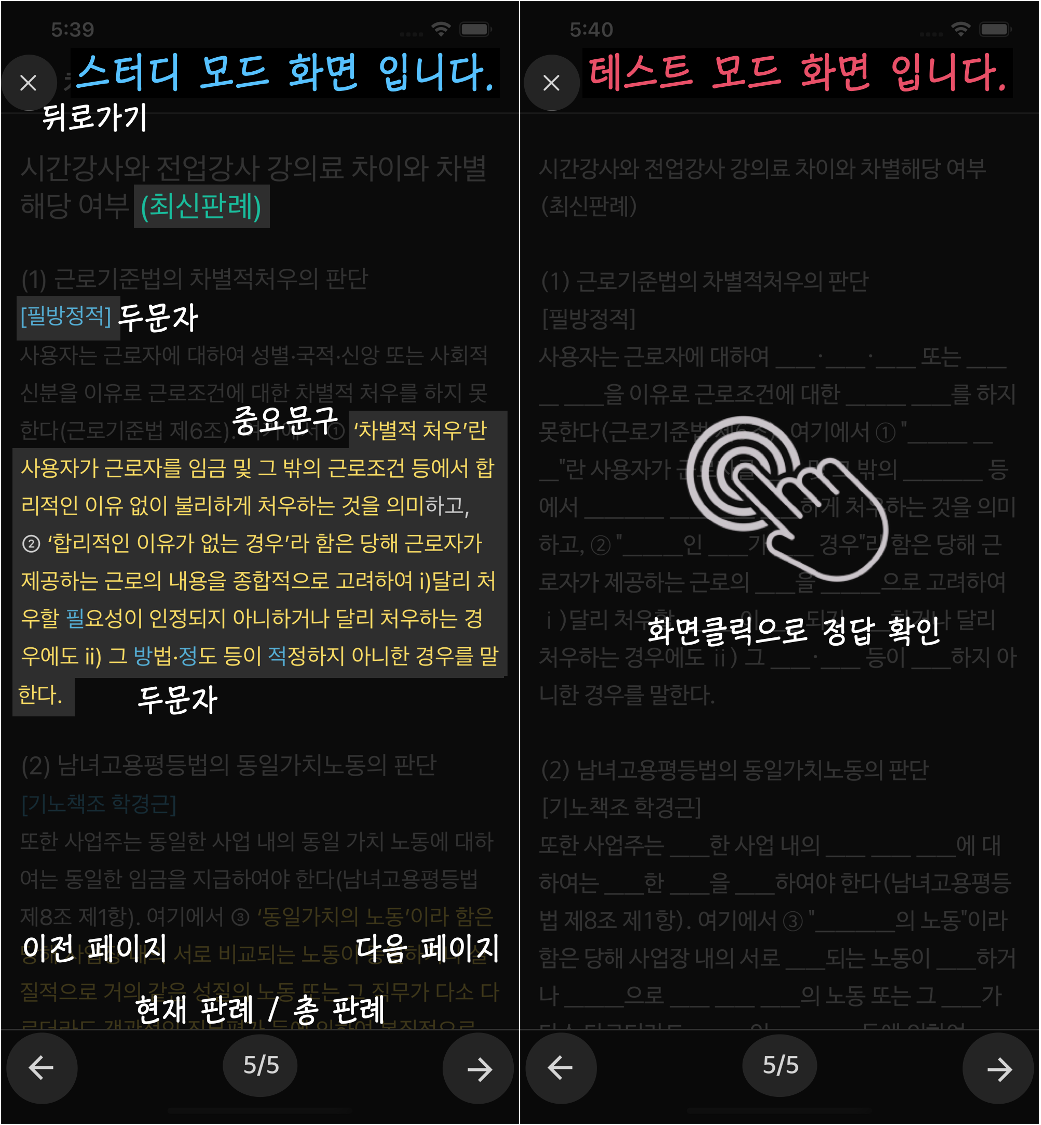 5:39
스터디 모드 화면 입니다.
뒤로가기
시간강사와 전업강사 강의료 차이와 차별
해당 여부 (최신판례)
(1) 근로기준법의 차별적처우의 판단
[필방정적] 두문자
사용자는 근로자에 대하여 성별·국적·신앙 또는 사회적
신분을 이유로 근로조건에 대한 차별적 처우를 하지 못
한다(근로기준법 제6조). 여기에서 ① '차별적 처우'란
중요문구
사용자가 근로자를 임금 및 그 밖의 근로조건 등에서 합
리적인 이유 없이 불리하게 처우하는 것을 의미하고,
② '합리적인 이유가 없는 경우'라 함은 당해 근로자가
제공하는 근로의 내용을 종합적으로 고려하여 i)달리 처
우할 필요성이 인정되지 아니하거나 달리 처우하는 경
우에도 ii) 그 방법·정도 등이 적정하지 아니한 경우를 말
한다.
두문자
(2) 남녀고용평등법의 동일가치노동의 판단
[기노책조 학경근]
또한 사업주는 동일한 사업 내의 동일 가치 노동에 대하
여는 동일한 임금을 지급하여야 한다(남녀고용평등법
제8조 제1항). 여기에서 ③ '동일가치의 노동'이라 함은
이전 페이지
다음 페이지
서로 비교되는 노동이
질적으로 거의 같은 성질의 노동 또는 그 직무가 다소 다
현재 판례 / 총 판례
5/5
5:40
테스트 모드 화면 입니다.
시간강사와 전업강사 강의료 차이와 차별해당 여부
(최신판례)
(1) 근로기준법의 차별적처우의 판단
[필방정적]
사용자는 근로자에 대하여 ____·____·____ 또는 ____
__ ____을 이유로 근로조건에 대한 ______ ____를 하지
못한다(근로기준법 제6조). 여기에서 ① "______ __
__"란 사용자가 근로자를 밖의 ________ 등
에서 ________ ____ ____하게 처우하는 것을 의미
하고, ② "______인 ____가 ____ 경우"라 함은 당해 근
로자가 제공하는 근로의 ____을 ______으로 고려하여
ⅰ)달리 처우할 되지 하거나 달리
화면클릭으로 정답 확인
처우하는 경우에도 ⅱ) 그 ____·____ 등이 ____하지 아
니한 경우를 말한다.
(2) 남녀고용평등법의 동일가치노동의 판단
[기노책조 학경근]
또한 사업주는 ____한 사업 내의 ____ ____ ____에 대
하여는 ____한 ____을 ____하여야 한다(남녀고용평등
법 제8조 제1항). 여기에서 ③ "________의 노동"이라
함은 당해 사업장 내의 서로 ____되는 노동이 ____하거
나 ______으로 ____ ____ ____의 노동 또는 그 ____가
5/5